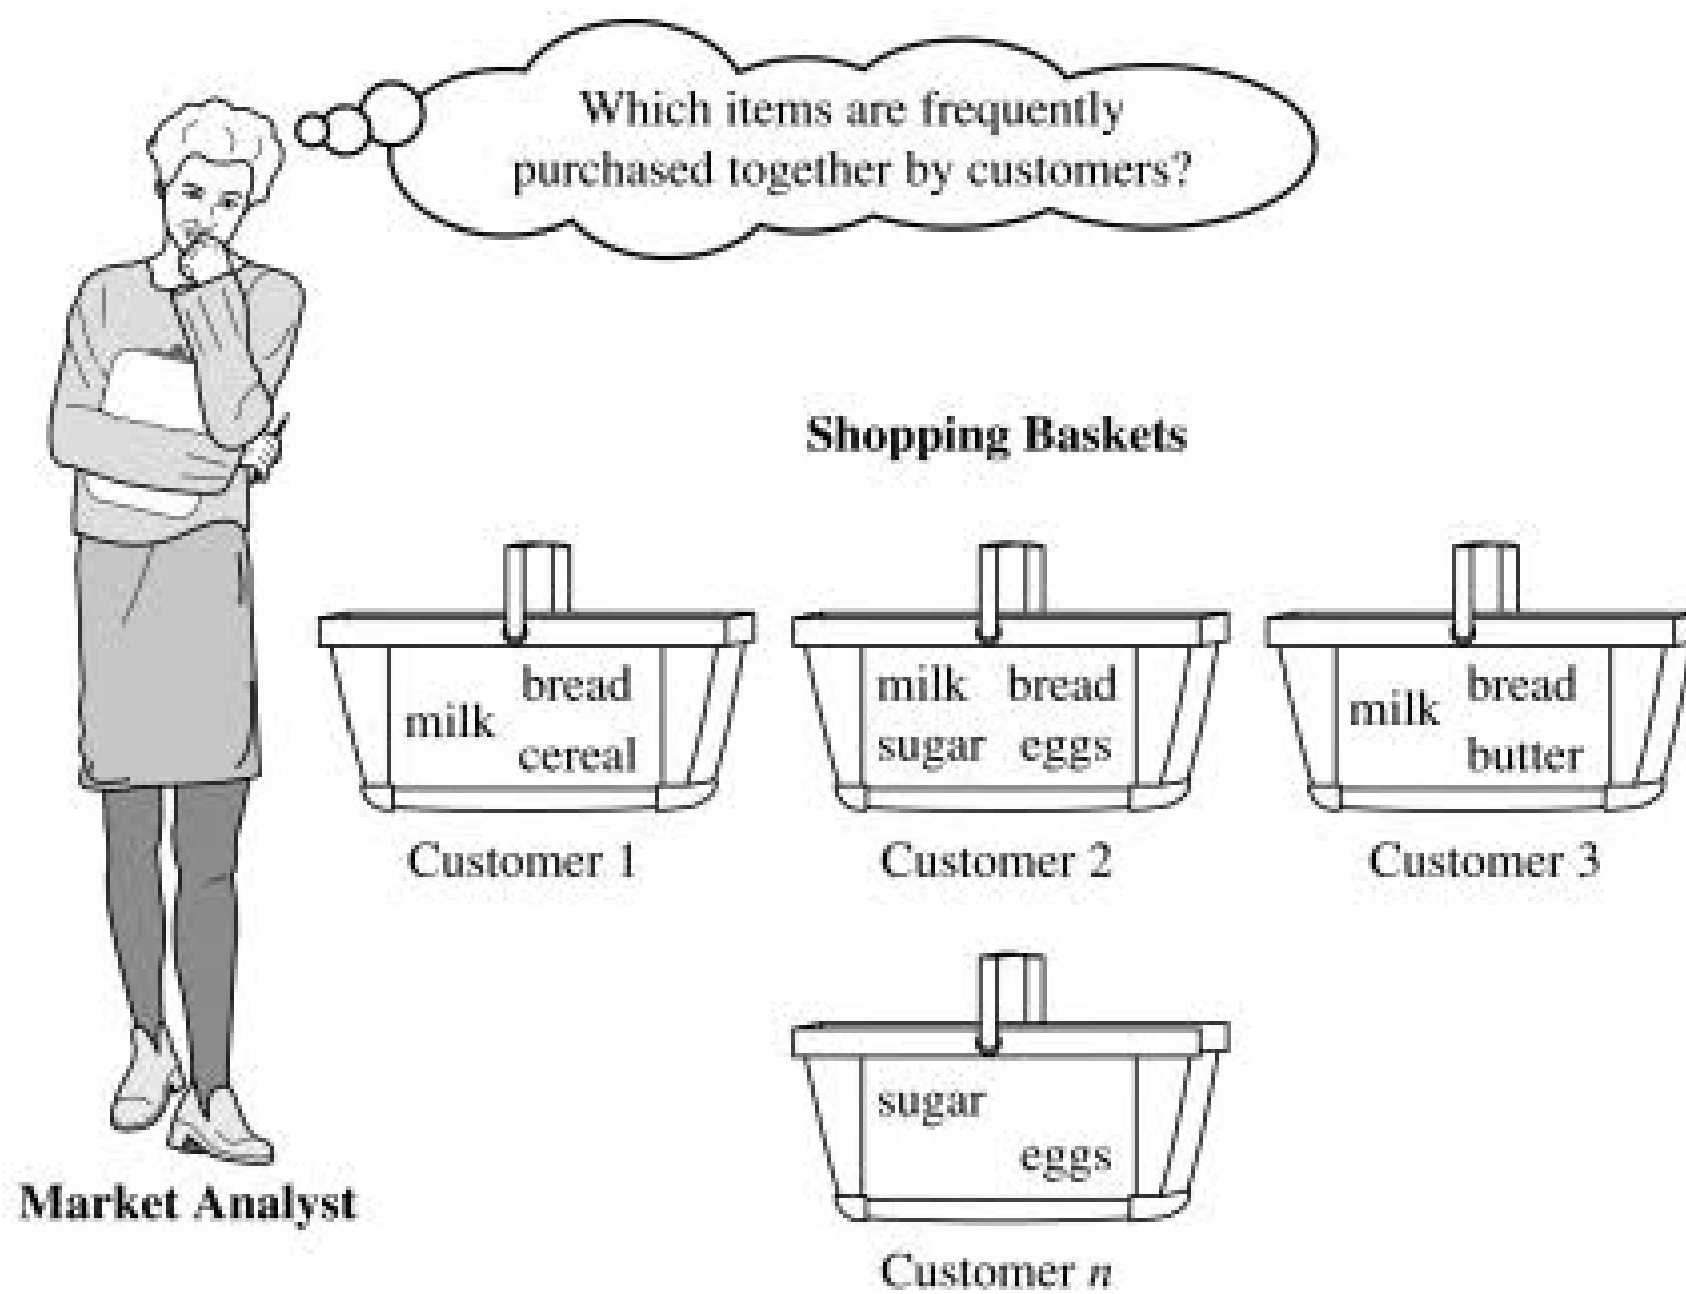 Which items are frequently
purchased together by customers?
Shopping Baskets
milk bread
cereal
Customer 1
milk bread
sugar eggs
Customer 2
milk bread
butter
Customer 3
sugar
eggs
Customer n
Market Analyst